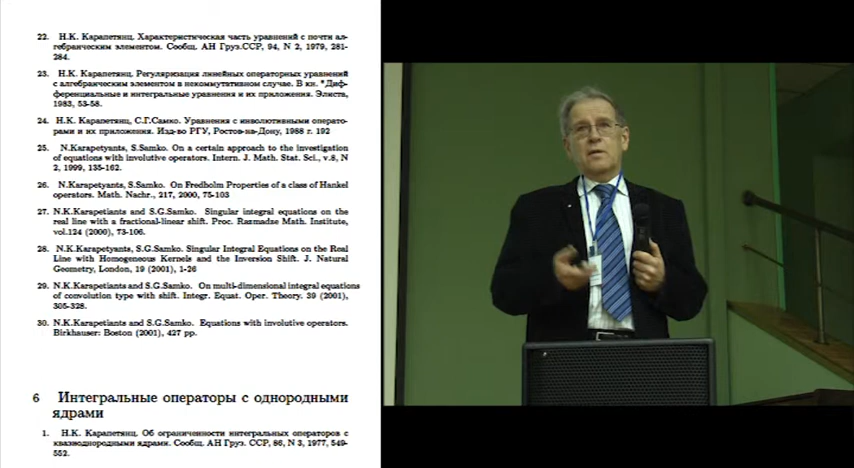 22. Н.К. Карапетянц. Характеристическая часть уравнений с почти ал-
гебраическим элементом. Сообщ. АН Груз.ССР, 94, N 2, 1979, 281-
284.
23. Н.К. Карапетянц. Регуляризация линейных операторных уравнений
с алгебраическим элементом в некоммутативном случае. В кн. "Диф-
ференциальные и интегральные уравнения и их приложения. Элиста,
1983, 53-58.
24. Н.К. Карапетянц, С.Г.Самко. Уравнения с инволютивными операто-
рами и их приложения. Изд-во РГУ, Ростов-на-Дону, 1988 г. 192
25. N.Karapetyants, S.Samko. On a certain approach to the investigation
of equations with involutive operators. Intern. J. Math. Stat. Sci., v.8, N
2, 1999, 135-162.
26. N.Karapetyants, S.Samko. On Fredholm Properties of a class of Hankel
operators. Math. Nachr., 217, 2000, 75-103
27. N.K.Karapetiants and S.G.Samko. Singular integral equations on the
real line with a fractional-linear shift. Proc. Razmadze Math. Institute,
vol.124 (2000), 73-106.
28. N.K.Karapetyants, S.G.Samko. Singular Integral Equations on the Real
Line with Homogeneous Kernels and the Inversion Shift. J. Natural
Geometry, London, 19 (2001), 1-26
29. N.K.Karapetiants and S.G.Samko. On multi-dimensional integral equations
of convolution type with shift. Integr. Equat. Oper. Theory. 39 (2001),
305-328.
30. N.K.Karapetiants and S.G.Samko. Equations with involutive operators.
Birkhauser: Boston (2001), 427 pp.
6 Интегральные операторы с однородными
ядрами
1. Н.К. Карапетянц. Об ограниченности интегральных операторов с
квазиоднородными ядрами. Сообщ. АН Груз. ССР, 86, N 3, 1977, 549-
552.